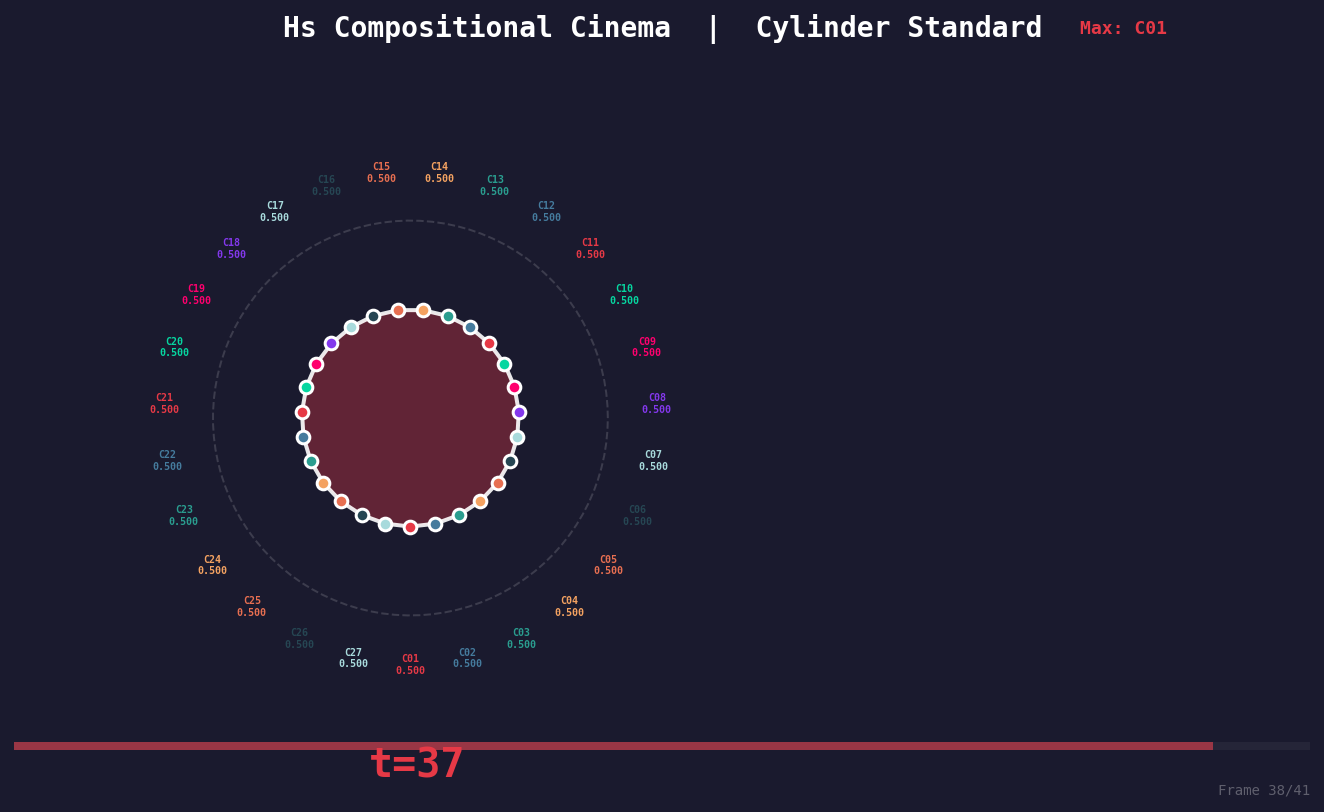 Hs Compositional Cinema | Cylinder Standard
Max: C01
C15
0.500
C14
0.500
C16
0.500
C13
0.500
C17
0.500
C12
0.500
C18
0.500
C11
0.500
C19
0.500
C10
0.500
C20
0.500
C09
0.500
C21
0.500
C08
0.500
C22
0.500
C07
0.500
C23
0.500
C06
0.500
C24
0.500
C05
0.500
C25
0.500
C04
0.500
C26
0.500
C03
0.500
C27
0.500
C01
0.500
C02
0.500
t=37
Frame 38/41